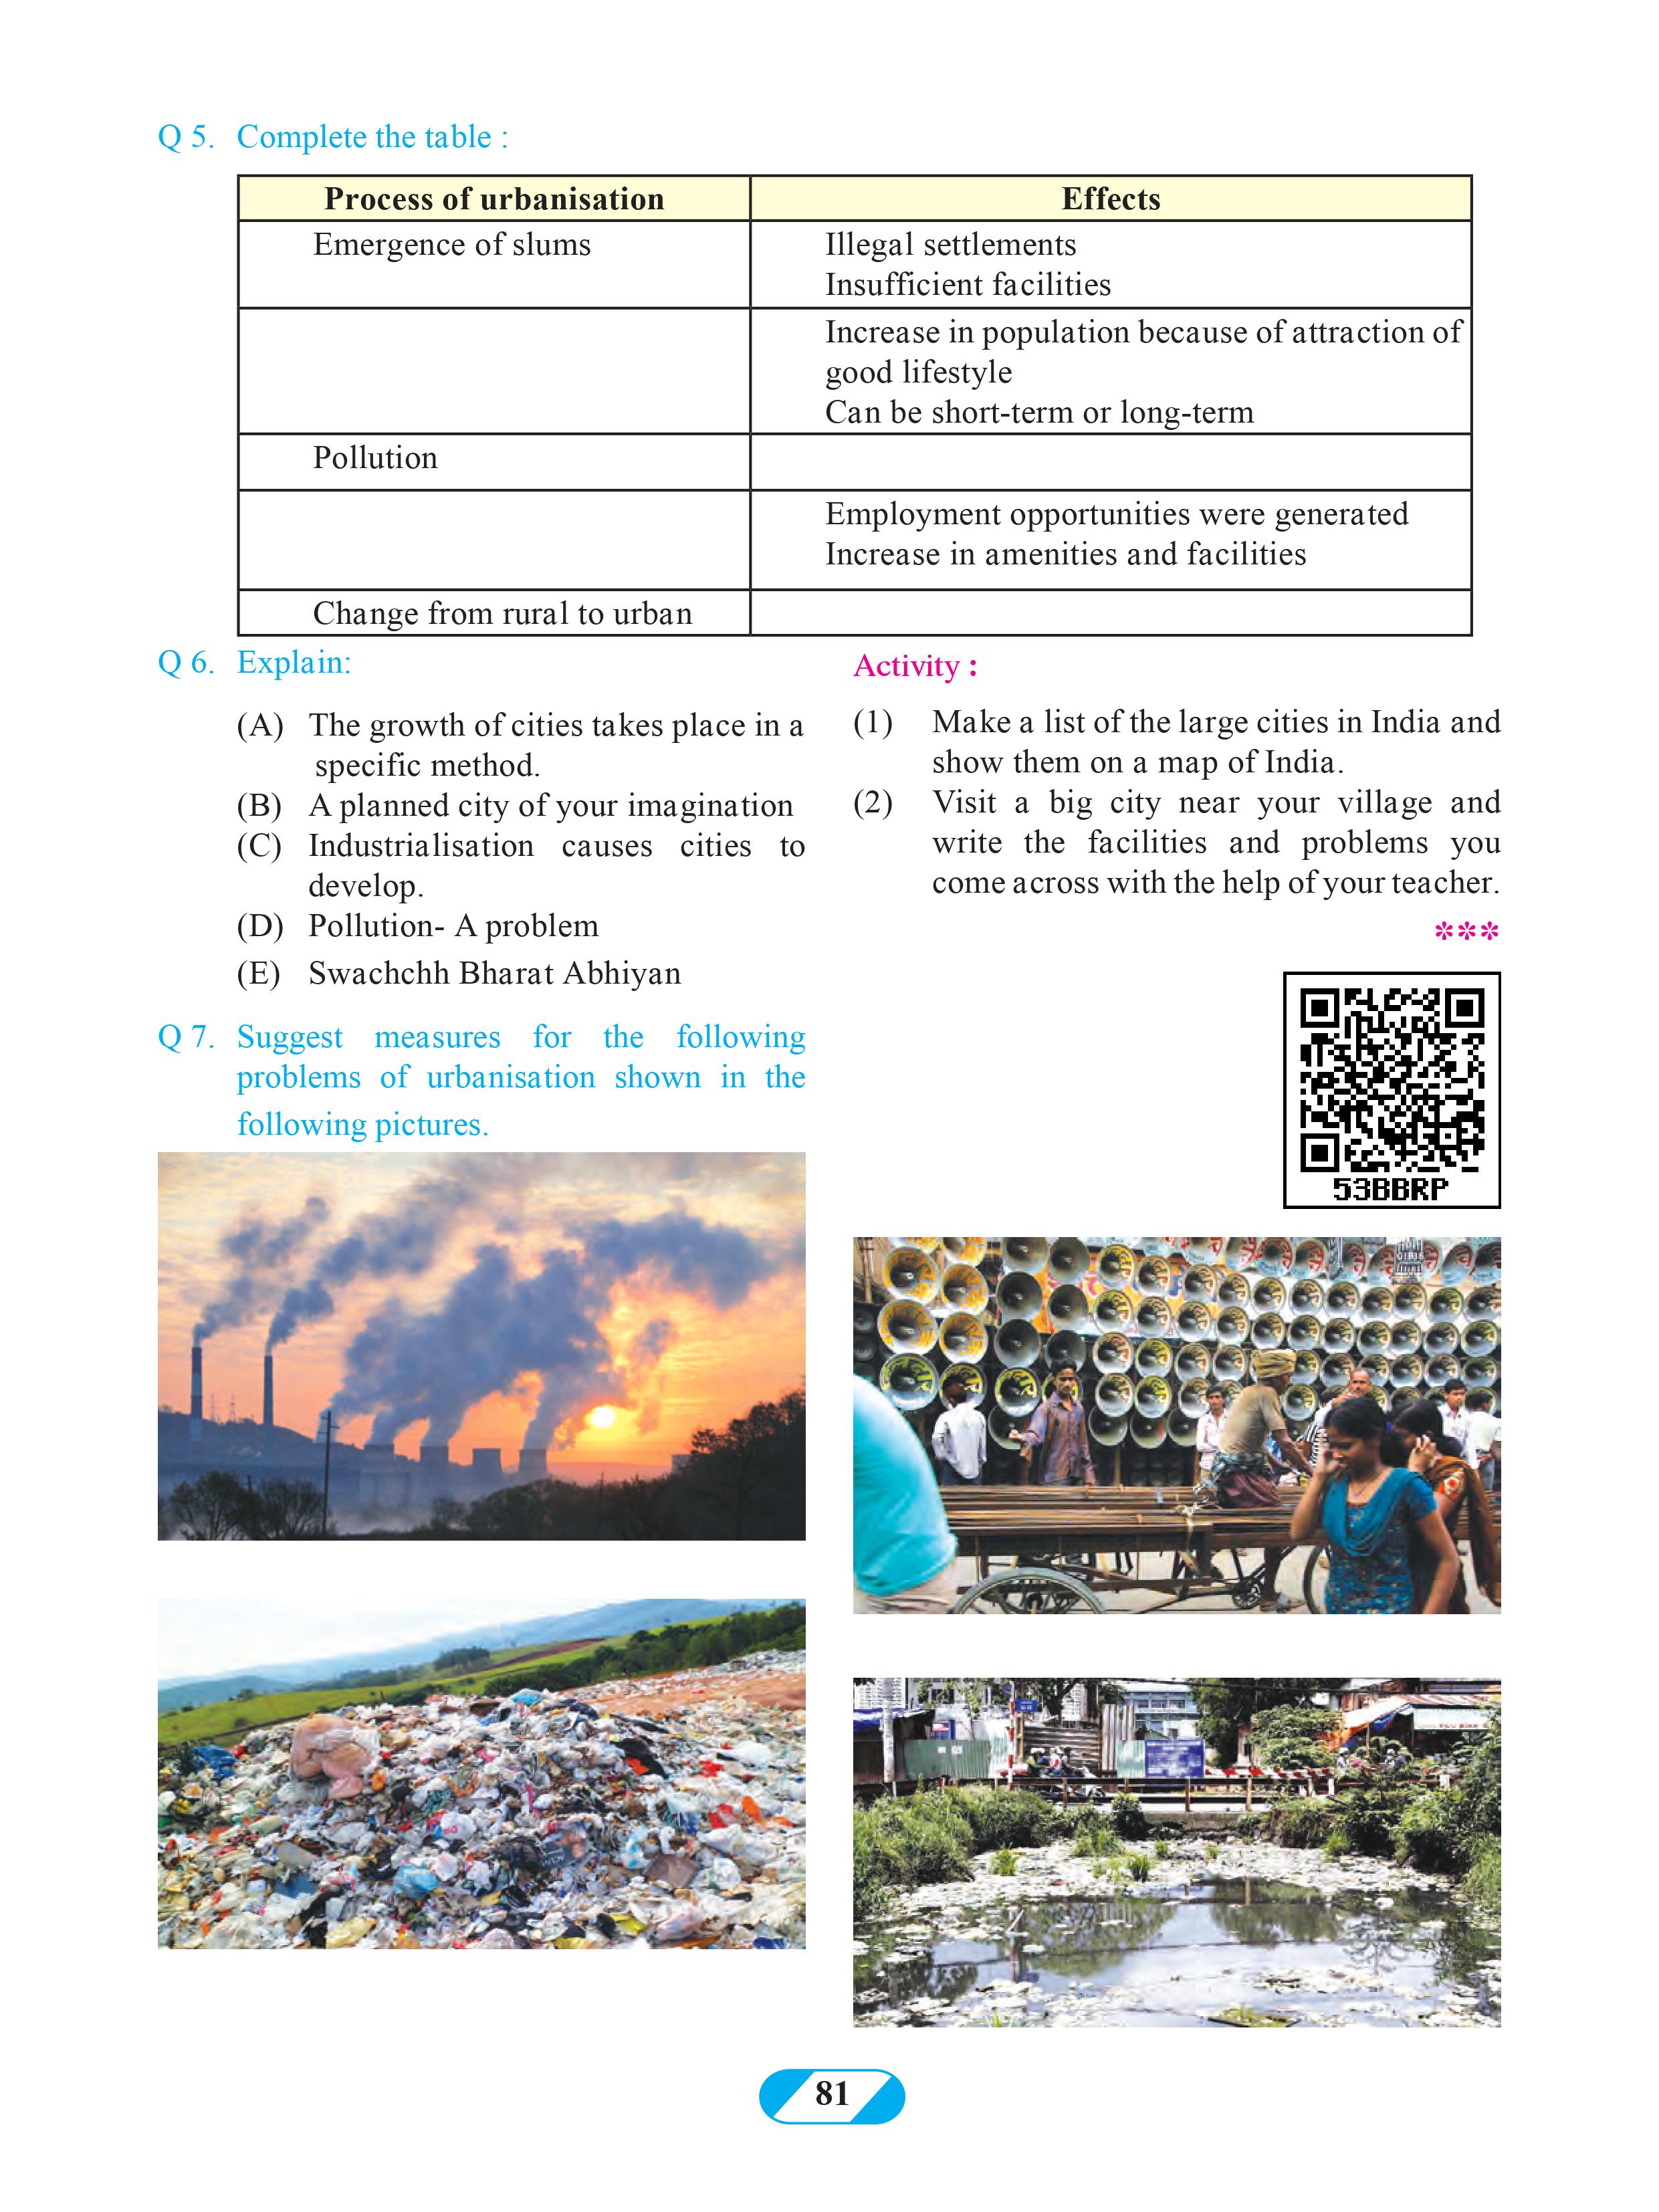 Q 5. Complete the table :
Process of urbanisation Effects
Emergence of slums Illegal settlements
Insufficient facilities
Increase in population because of attraction of
good lifestyle
Can be short-term or long-term
Pollution
Employment opportunities were generated
Increase in amenities and facilities
Change from rural to urban
Q 6. Explain:
(A) The growth of cities takes place in a
specific method.
(B) A planned city of your imagination
(C) Industrialisation causes cities to
develop.
(D) Pollution- A problem
(E) Swachchh Bharat Abhiyan
Q 7. Suggest measures for the following
problems of urbanisation shown in the
following pictures.
Activity :
(1) Make a list of the large cities in India and
show them on a map of India.
(2) Visit a big city near your village and
write the facilities and problems you
come across with the help of your teacher.
***
53BBRP
81